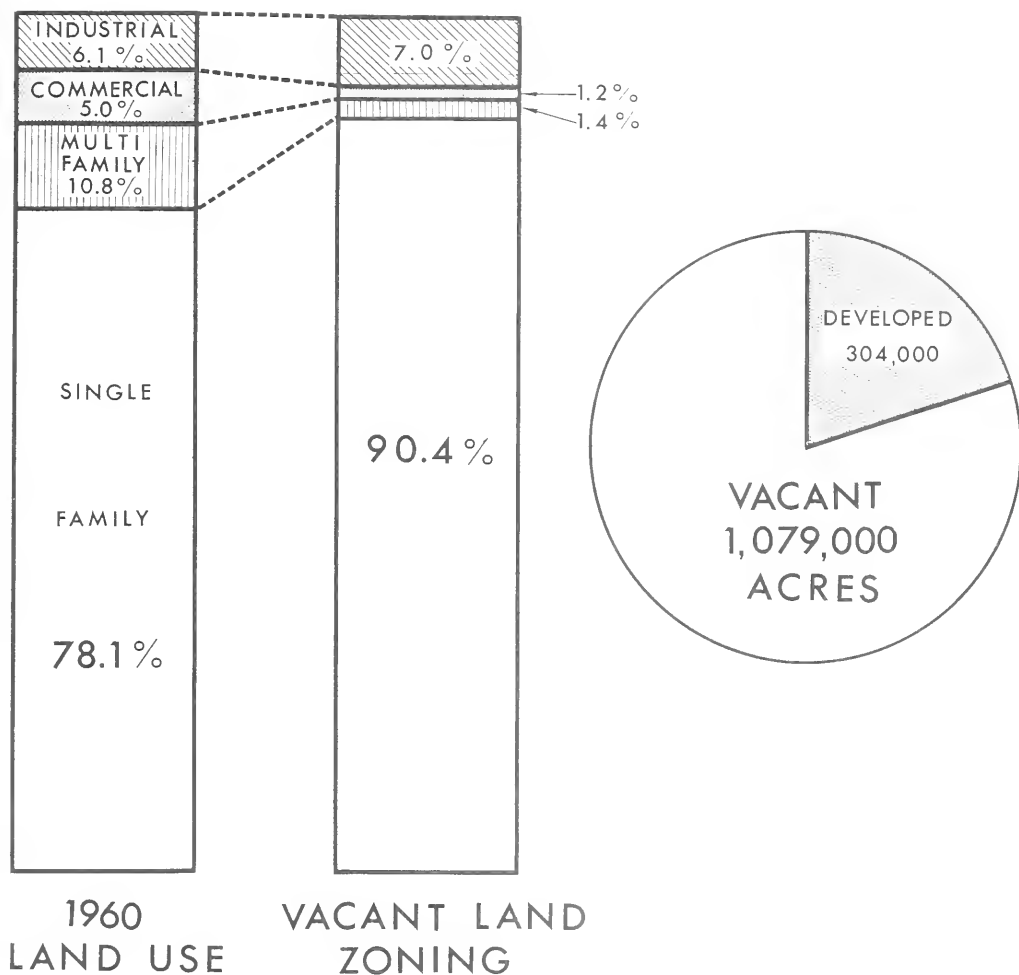 INDUSTRIAL
6.1%
COMMERCIAL
5.0%
MULTI
FAMILY
10.8%
SINGLE
FAMILY
78.1%
1960
LAND USE
7.0%
1.2%
1.4%
90.4%
VACANT LAND
ZONING
DEVELOPED
304,000
VACANT
1,079,000
ACRES